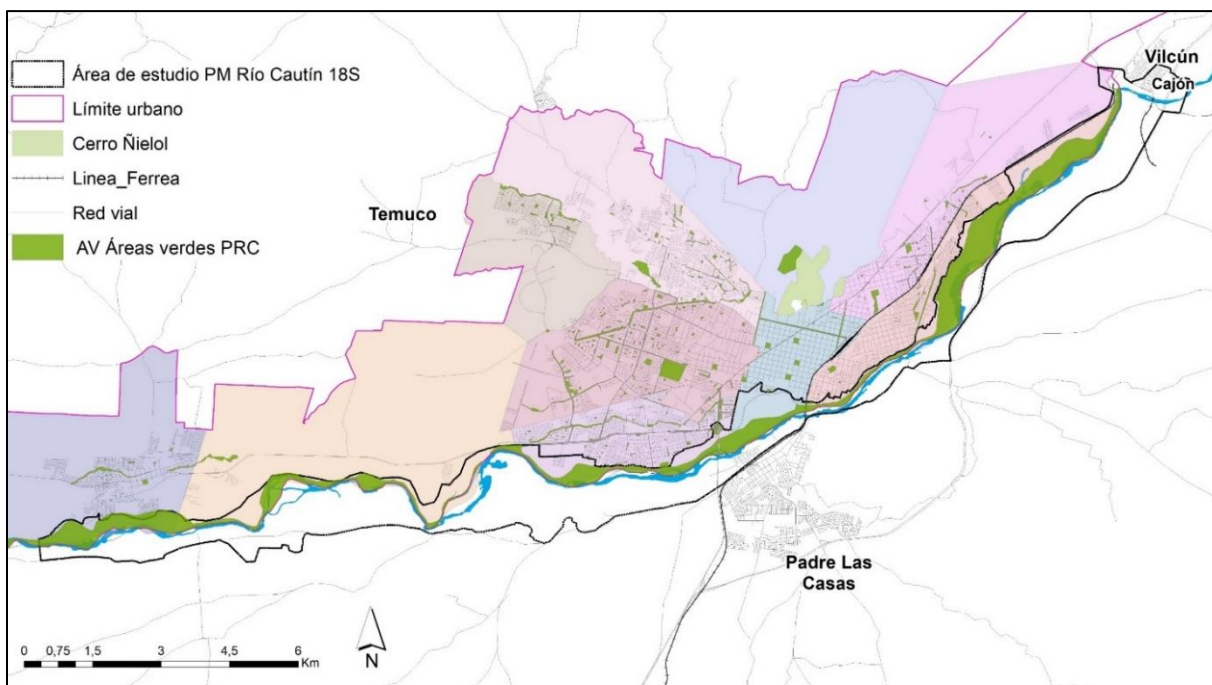 Área de estudio PM Río Cautín 18S
Límite urbano
Cerro Ñielol
Linea_Ferrea
Red vial
AV Áreas verdes PRC
Vilcún
Cajón
Temuco
Padre Las
Casas
0 0,75 1,5 3 4,5 6
Km
N